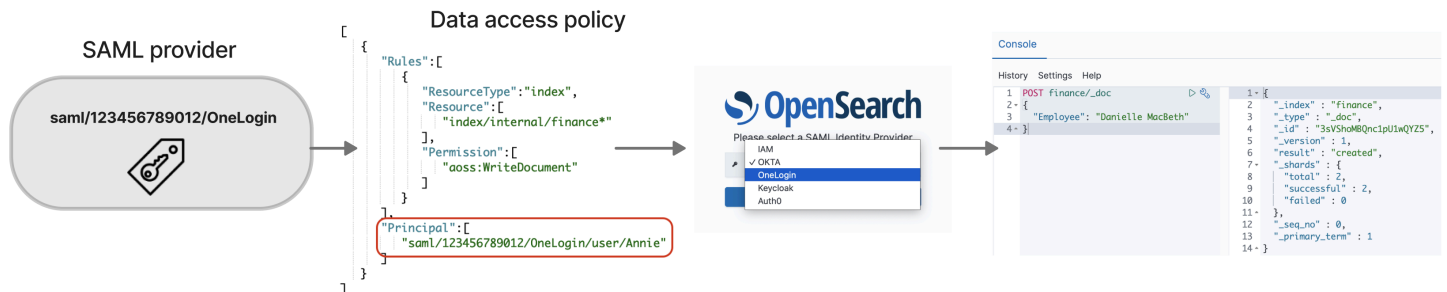 SAML provider
saml/123456789012/OneLogin
Data access policy
[
{
"Rules":[
{
"ResourceType":"index",
"Resource":[
"index/internal/finance*"
],
"Permission":[
"aoss:WriteDocument"
]
}
],
"Principal":[
"saml/123456789012/OneLogin/user/Annie"
]
}
]
OpenSearch
Please select a SAML Identity Provider
IAM
✓ OKTA
OneLogin
Keycloak
Auth0
Console
History Settings Help
1 POST finance/_doc
2 {
3 "Employee": "Danielle MacBeth"
4 }
1 {
2 "_index" : "finance",
3 "_type" : "_doc",
4 "_id" : "3sVShoMBQnc1pU1wQYZ5",
5 "_version" : 1,
6 "result" : "created",
7 "_shards" : {
8 "total" : 2,
9 "successful" : 2,
10 "failed" : 0
11 },
12 "_seq_no" : 0,
13 "_primary_term" : 1
14 }